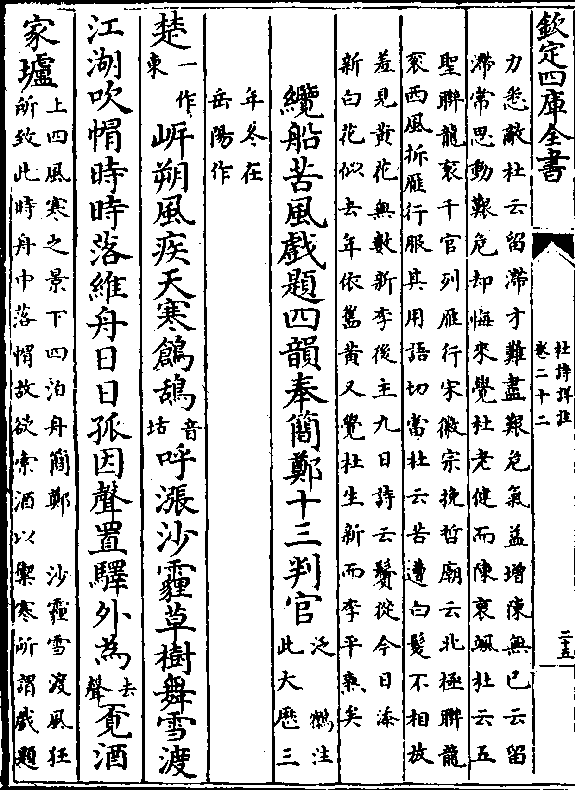 欽定四庫全書
杜詩詳註
卷二十二
二十五
力悉敵杜云留滯才難盡艱危氣益增陳無已云留
滯常思動艱危却悔來覺杜老健而陳衰颯杜云五
聖聯龍衮千官列雁行宋徽宗挽哲廟云北極聯龍
衮西風折雁行服其用語切當杜云苦遭白髮不相放
羞見黃花無數新李後主九日詩云鬢從今日添
新白花似去年依舊黃又覺杜生新而李平熟矣
纜船苦風戲題四韻奉簡鄭十三判官泛 鶴注此大歷三
年冬在岳陽作
楚一作東岍朔風疾天寒鶬鴰音括呼漲沙霾草樹舞雪渡
江湖吹帽時時落維舟日日孤因聲置驛外為去聲覓酒
家壚上四風寒之景下四泊舟簡鄭 沙霾雪渡風狂所致此時舟中落帽故欲索酒以禦寒所謂戲題